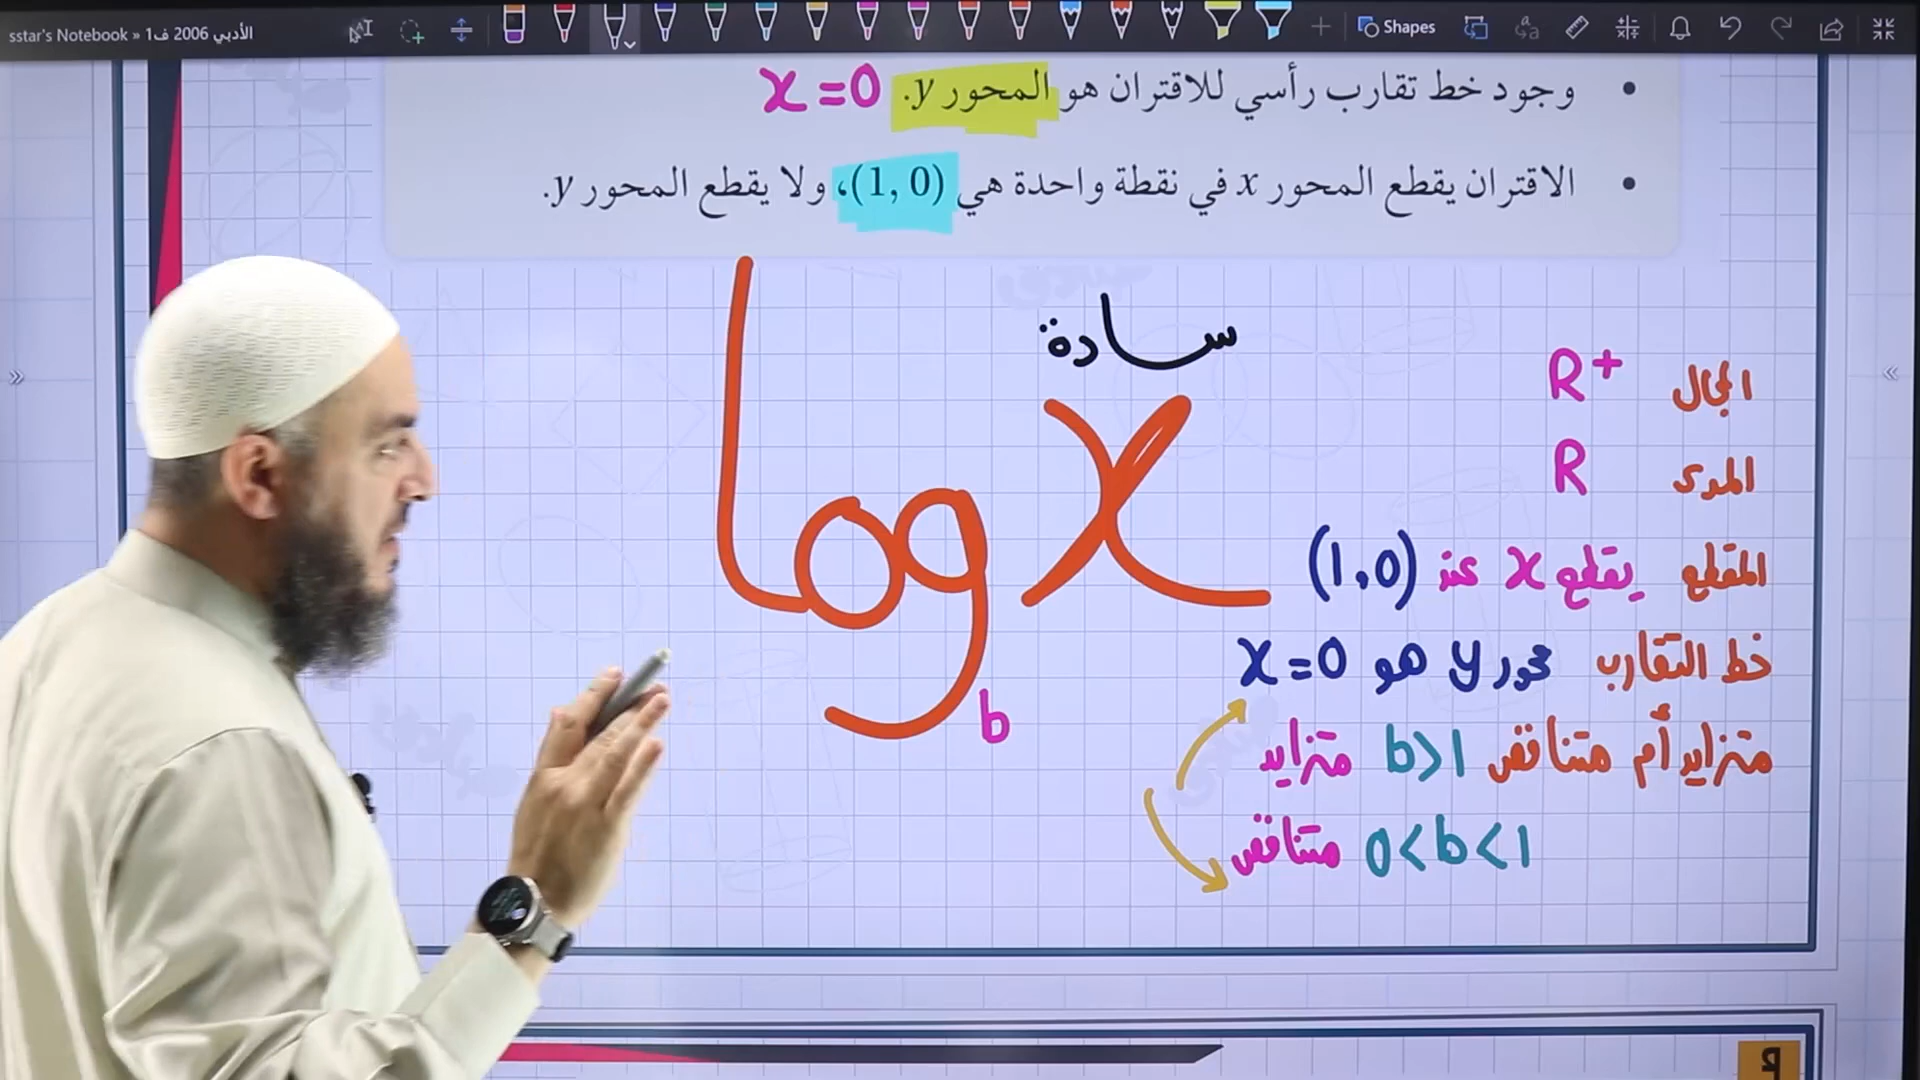 sstar's Notebook » الأدبي 2006 ف1
Shapes
• وجود خط تقارب رأسي للاقتران هو المحور y. x=0
• الاقتران يقطع المحور x في نقطة واحدة هي (1, 0)، ولا يقطع المحور y.
سادة
log_b x
المجال R+
المدى R
المقطع يقطع x عند (1,0)
خط التقارب محور y هو x=0
متزايد أم متناقص b>1 متزايد
0<b<1 متناقص